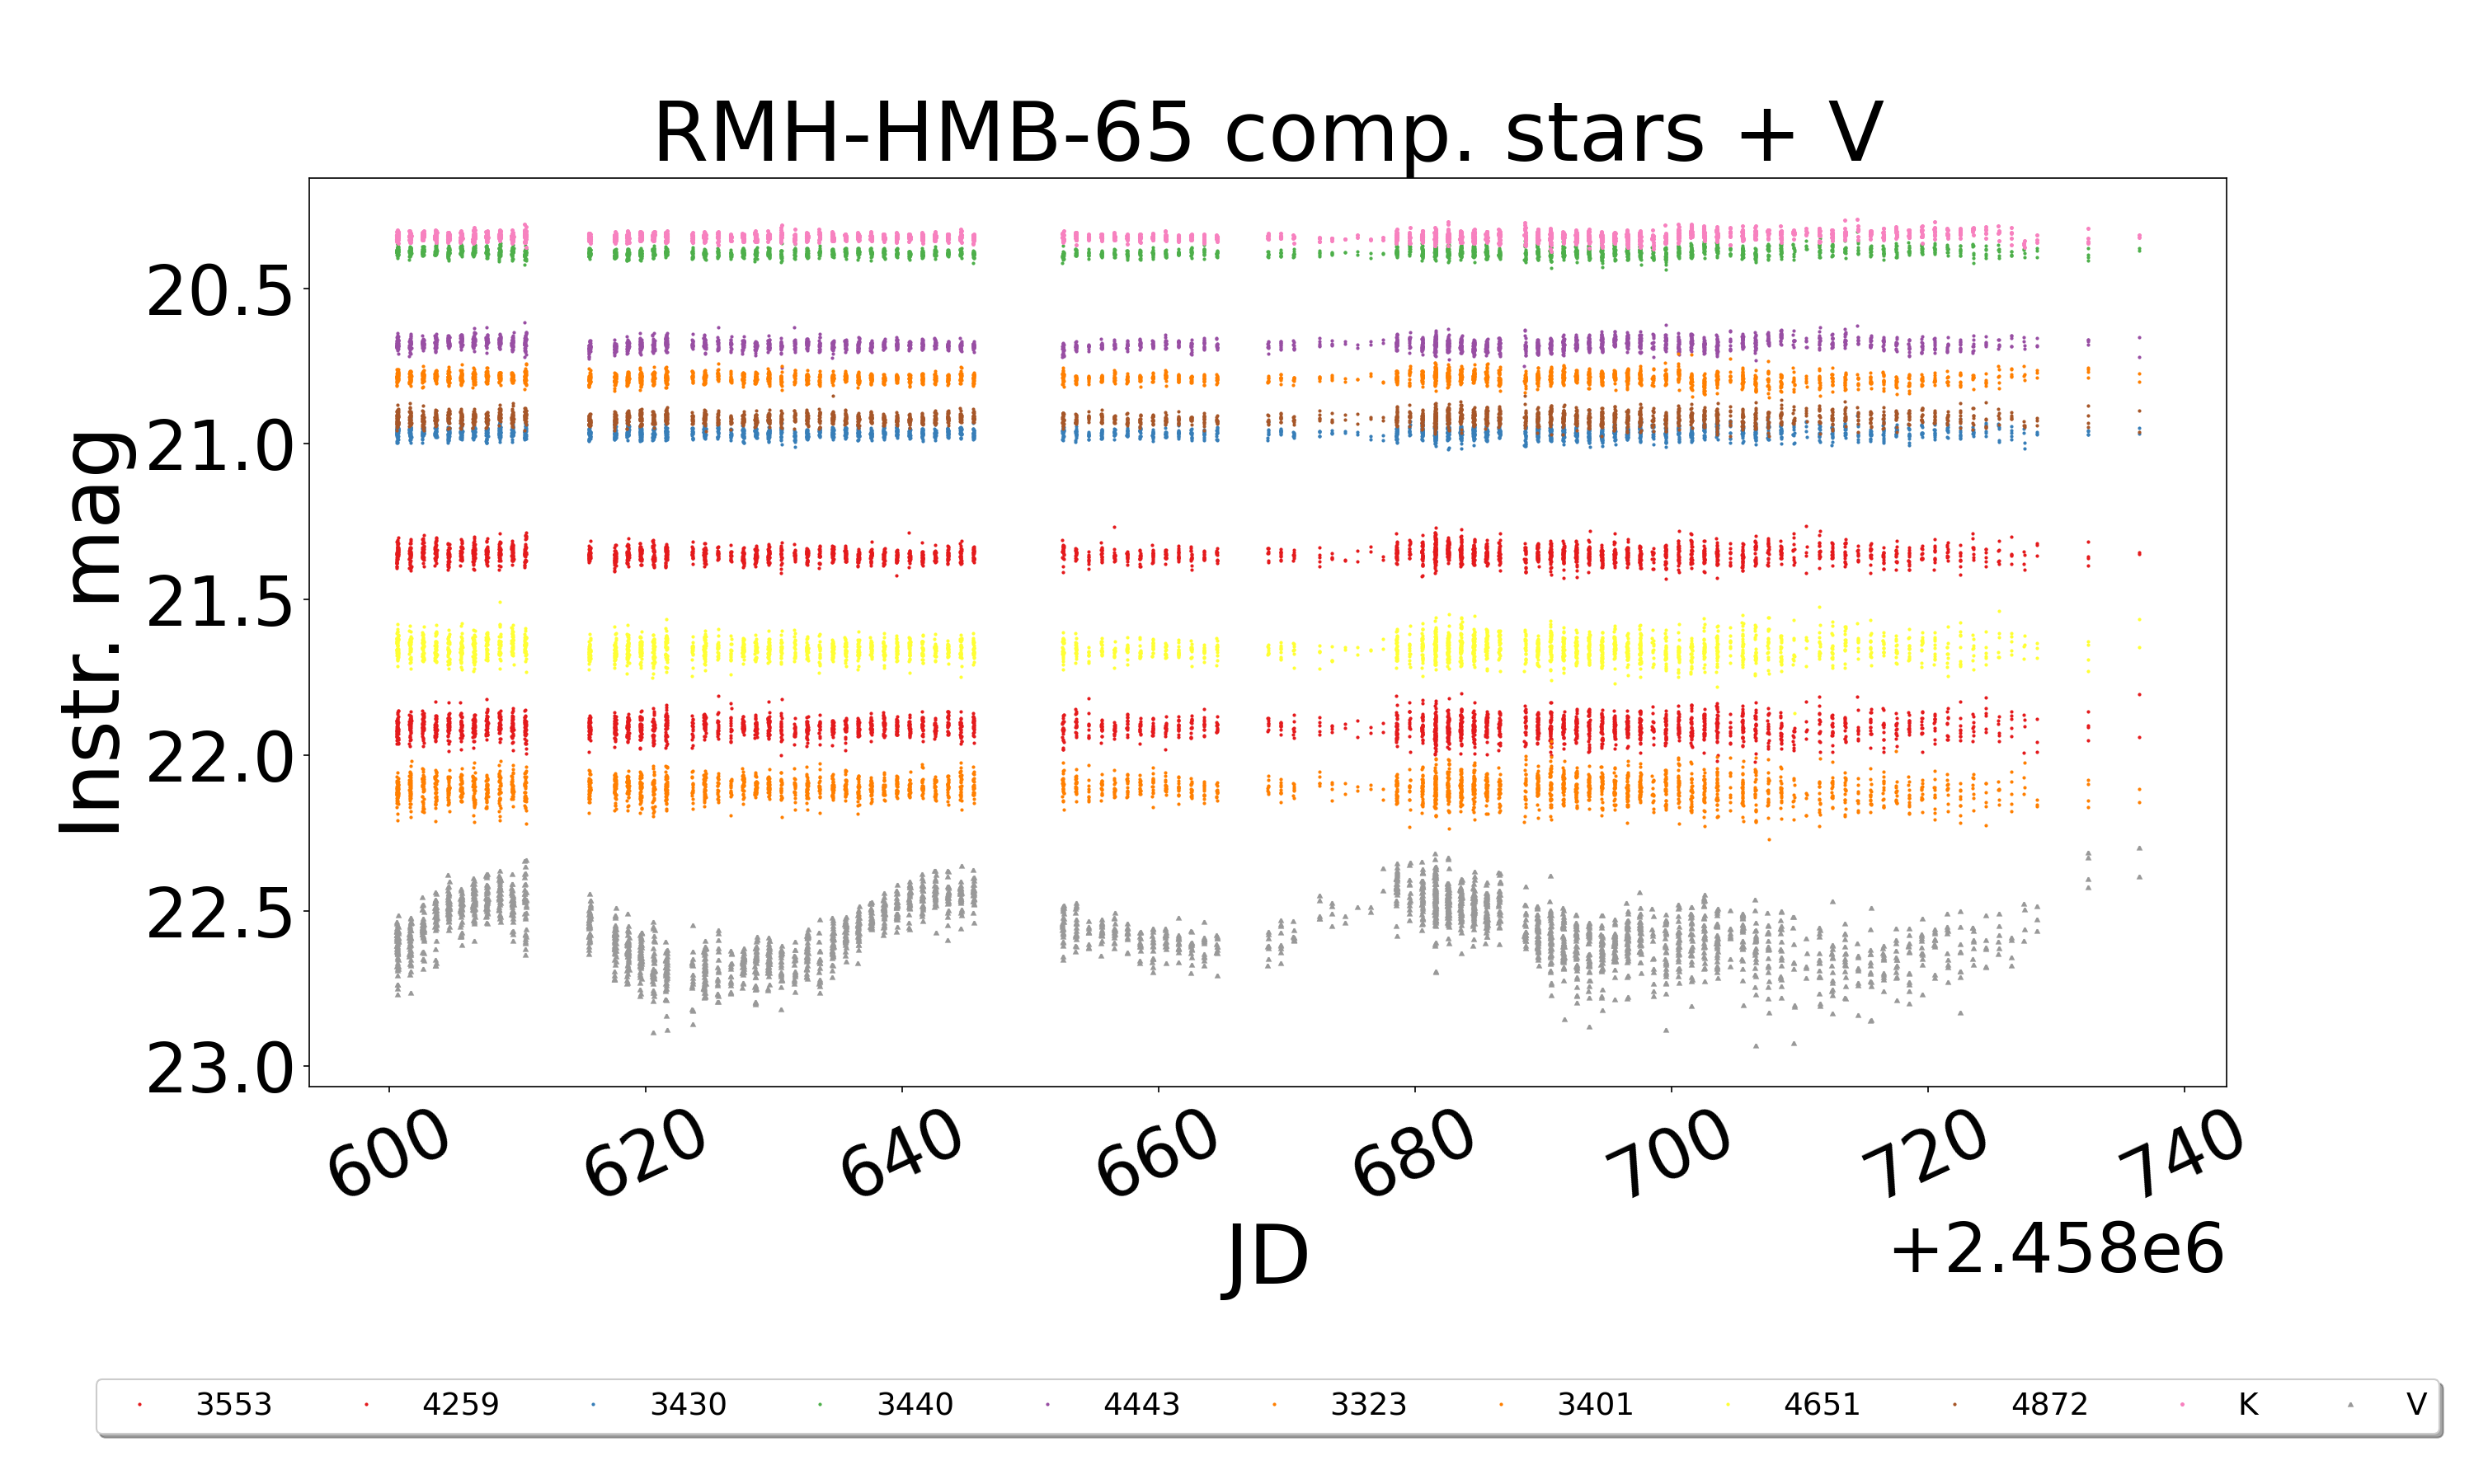 RMH-HMB-65 comp. stars + V
Instr. mag
20.5
21.0
21.5
22.0
22.5
23.0
600 620 640 660 680 700 720 740
JD
+2.458e6
3553 4259 3430 3440 4443 3323 3401 4651 4872 K V